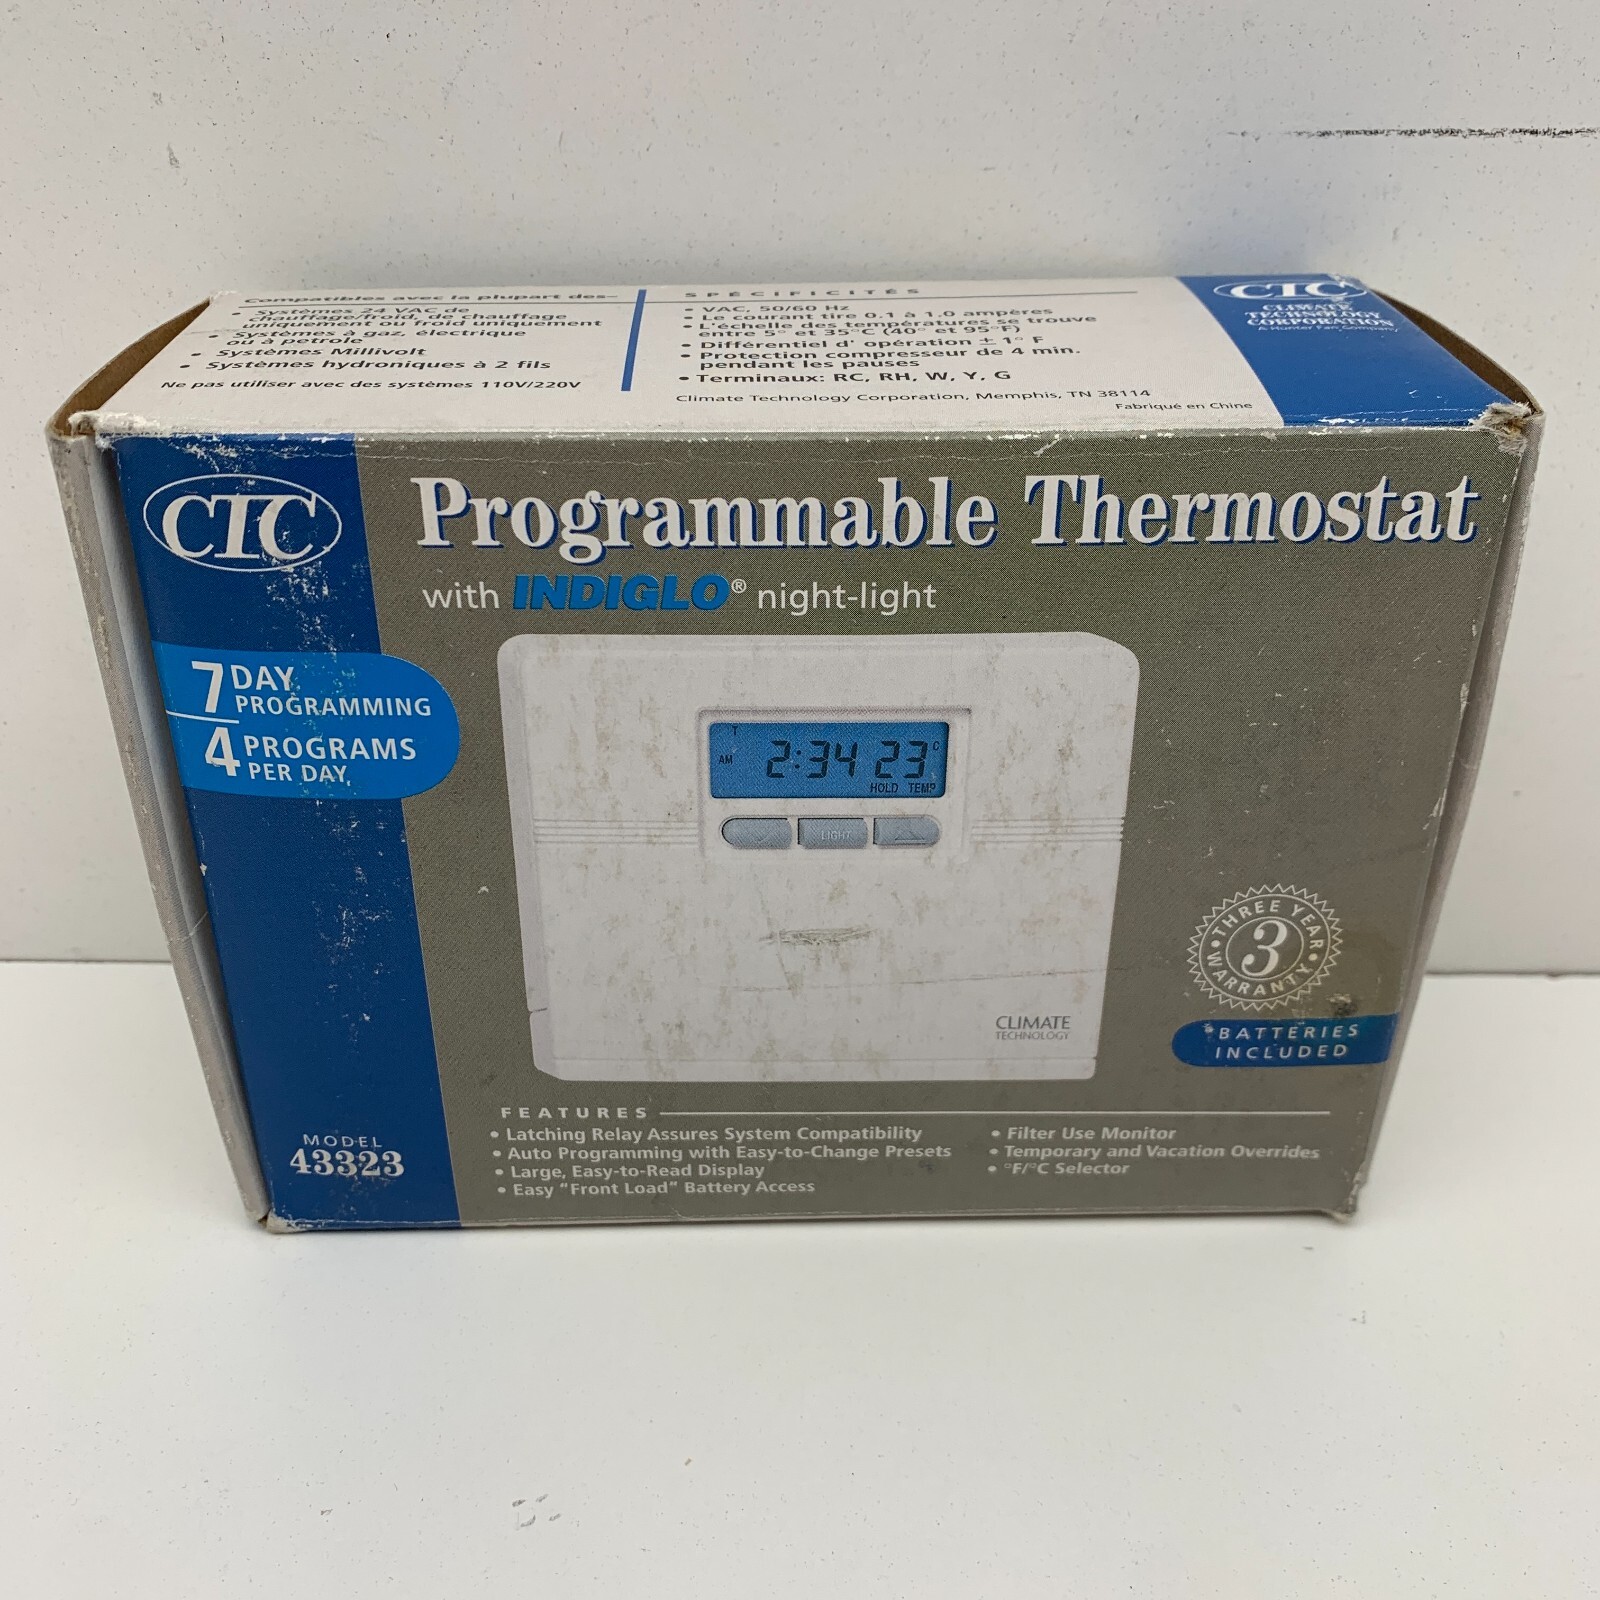 Compatibles avec la plupart des–
• Systèmes 24 VAC de
chauffage/froid, de chauffage
uniquement ou froid uniquement
• Systèmes à gaz, électrique
ou à petrole
• Systèmes Millivolt
• Systèmes hydroniques à 2 fils
Ne pas utiliser avec des systèmes 110V/220V
SPÉCIFICITÉS
• VAC, 50/60 Hz
• Le courant tire 0.1 à 1.0 ampères
• L'échelle des températures se trouve
entre 5° et 35°C (40° et 95°F)
• Différentiel d' opération ± 1° F
• Protection compresseur de 4 min.
pendant les pauses
• Terminaux: RC, RH, W, Y, G
Climate Technology Corporation, Memphis, TN 38114
Fabriqué en Chine
CTC
CLIMATE
TECHNOLOGY
CORPORATION
A Hunter Fan Company
CTC
Programmable Thermostat
with INDIGLO® night-light
7 DAY
PROGRAMMING
4 PROGRAMS
PER DAY
T
AM 2:34 23°C
HOLD TEMP
LIGHT
CLIMATE
TECHNOLOGY
THREE YEAR
3
WARRANTY
BATTERIES
INCLUDED
MODEL
43323
FEATURES
• Latching Relay Assures System Compatibility
• Auto Programming with Easy-to-Change Presets
• Large, Easy-to-Read Display
• Easy "Front Load" Battery Access
• Filter Use Monitor
• Temporary and Vacation Overrides
• °F/°C Selector